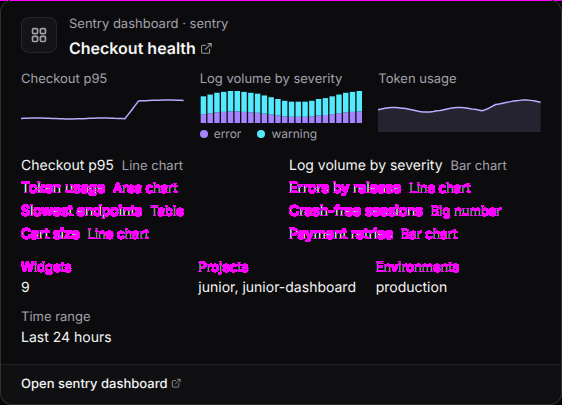 Sentry dashboard · sentry
Checkout health
Checkout p95
Log volume by severity
Token usage
error
warning
Checkout p95 Line chart
Log volume by severity Bar chart
Token usage Area chart
Errors by release Line chart
Slowest endpoints Table
Crash-free sessions Big number
Cart size Line chart
Payment retries Bar chart
Widgets
Projects
Environments
9
junior, junior-dashboard
production
Time range
Last 24 hours
Open sentry dashboard